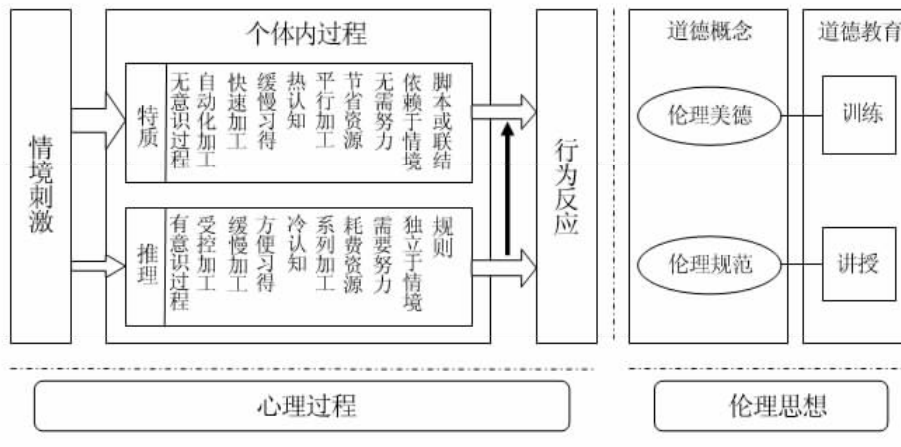 情境刺激
个体内过程
特质
无意识过程
自动化加工
快速加工
缓慢习得
热认知
平行加工
节省资源
无需努力
依赖于情境
脚本或联结
推理
有意识过程
受控加工
缓慢加工
方便习得
冷认知
系列加工
耗费资源
需要努力
独立于情境
规则
行为反应
道德概念
道德教育
伦理美德
训练
伦理规范
讲授
心理过程
伦理思想